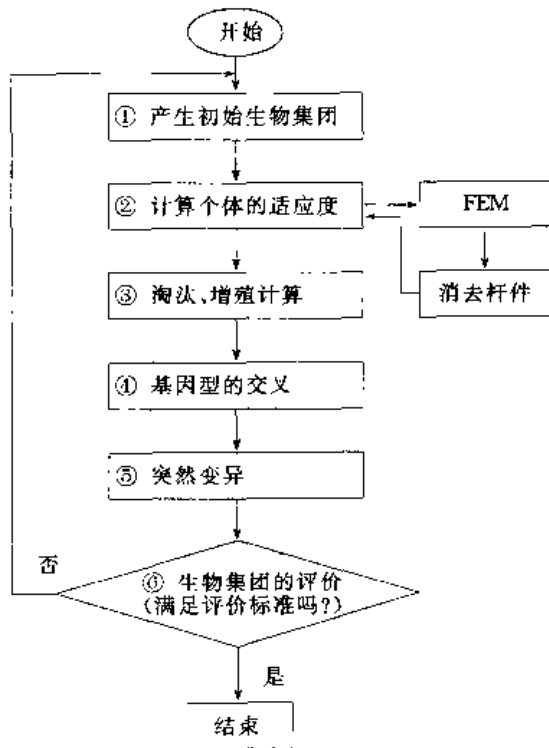 开始
① 产生初始生物集团
② 计算个体的适应度
FEM
③ 淘汰、增殖计算
消去杆件
④ 基因型的交叉
⑤ 突然变异
否
⑥ 生物集团的评价
(满足评价标准吗?)
是
结束